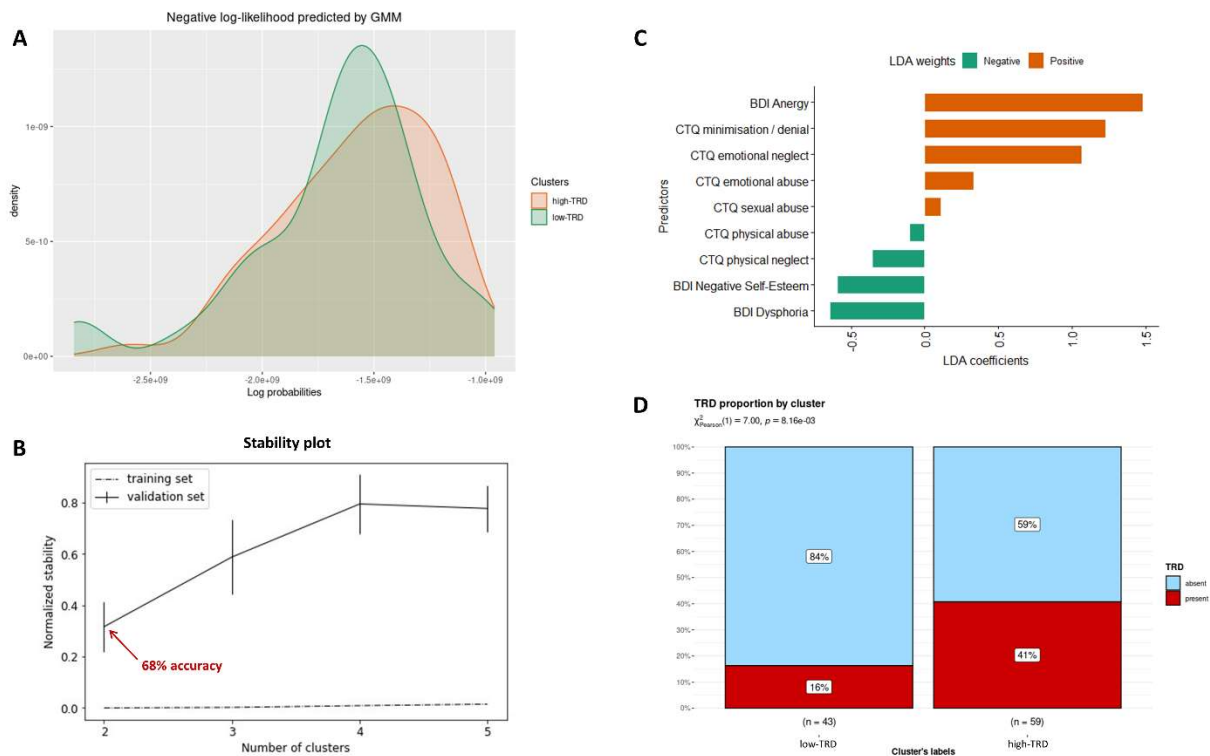 A
Negative log-likelihood predicted by GMM
1e-09
5e-10
0e+00
density
-2.5e+09
-2.0e+09
-1.5e+09
-1.0e+09
Log probabilities
Clusters
high-TRD
low-TRD
B
Stability plot
training set
validation set
0.8
0.6
0.4
0.2
0.0
Normalized stability
68% accuracy
2
3
4
5
Number of clusters
C
LDA weights Negative Positive
BDI Anergy
CTQ minimisation / denial
CTQ emotional neglect
CTQ emotional abuse
CTQ sexual abuse
CTQ physical abuse
CTQ physical neglect
BDI Negative Self-Esteem
BDI Dysphoria
Predictors
-0.5
0.0
0.5
1.0
1.5
LDA coefficients
D
TRD proportion by cluster
χ²Pearson(1) = 7.00, p = 8.16e-03
100%
90%
80%
70%
60%
50%
40%
30%
20%
10%
0%
84%
16%
59%
41%
TRD
absent
present
(n = 43)
low-TRD
(n = 59)
high-TRD
Cluster's labels